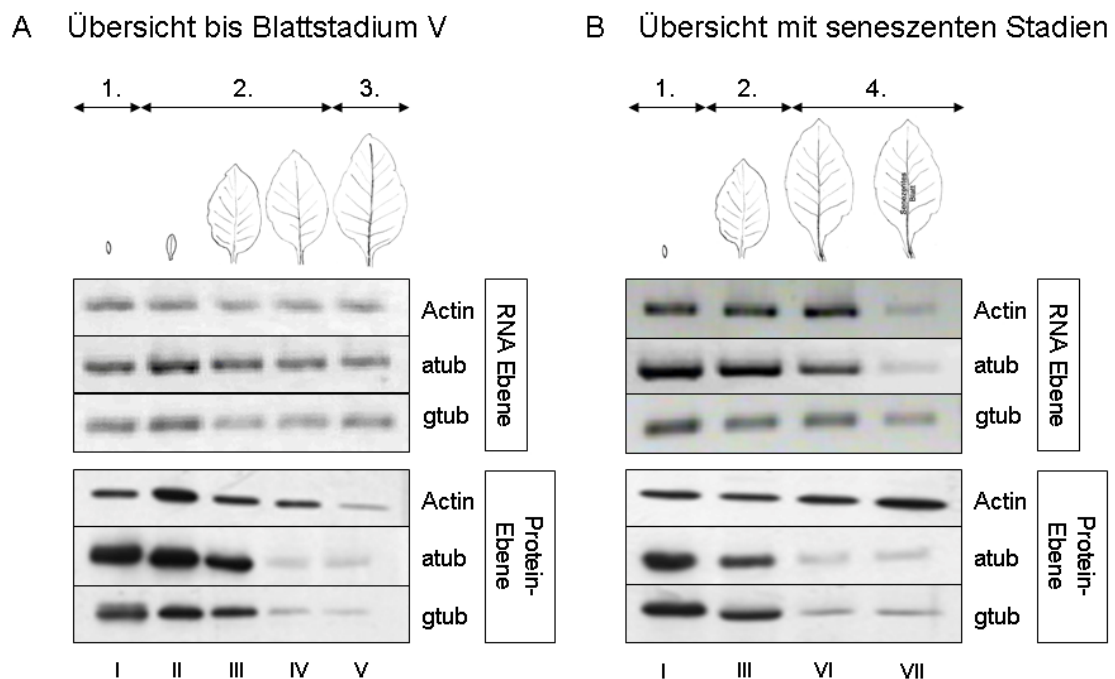 A Übersicht bis Blattstadium V
1. 2. 3.
Actin
atub
gtub
RNA Ebene
Actin
atub
gtub
Protein-
Ebene
I II III IV V
B Übersicht mit seneszenten Stadien
1. 2. 4.
Senezentes
Blatt
Actin
atub
gtub
RNA Ebene
Actin
atub
gtub
Protein-
Ebene
I III VI VII